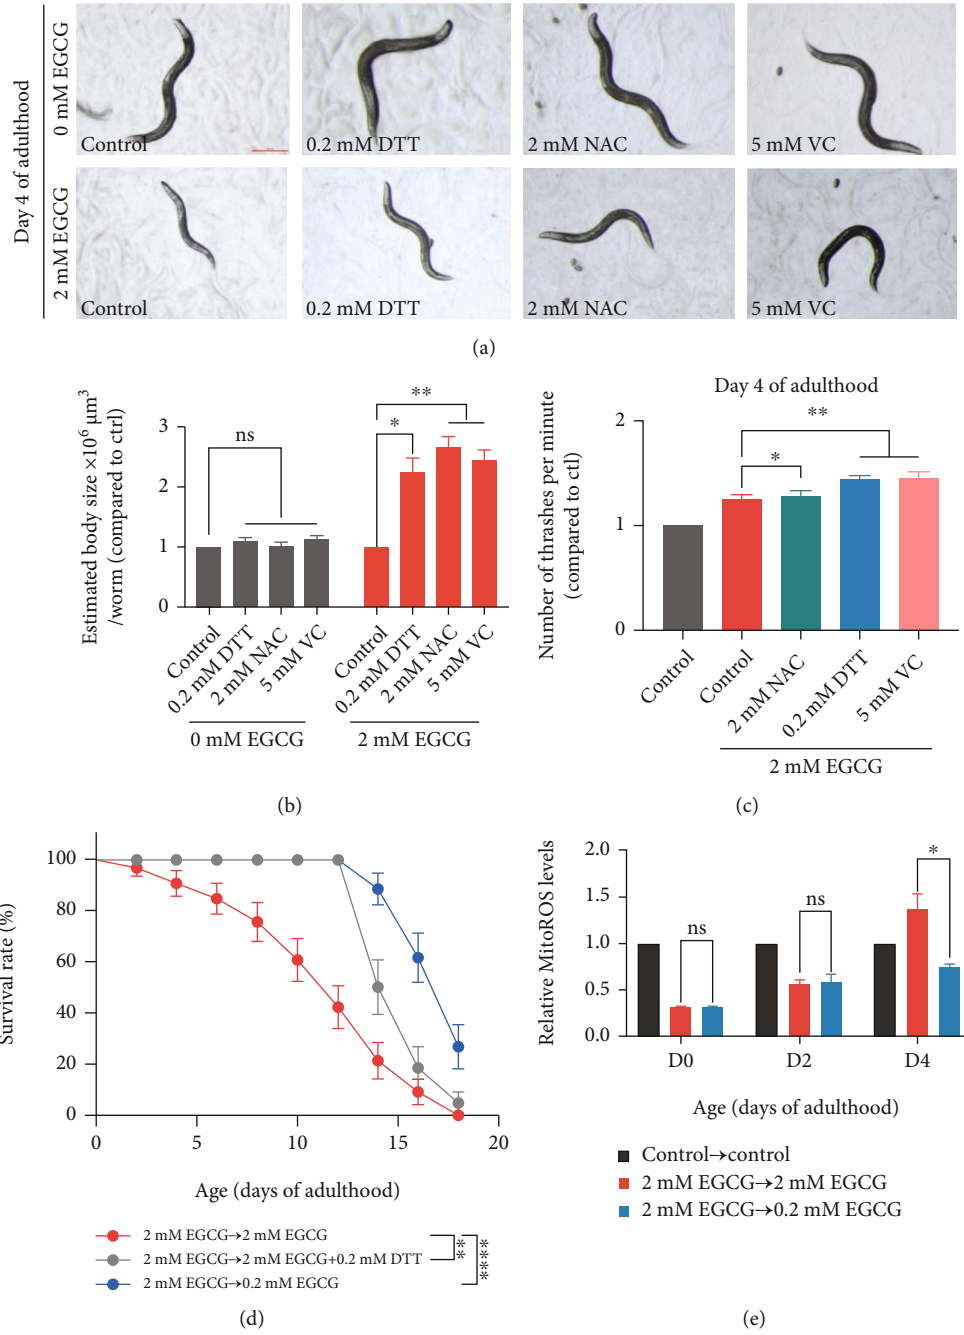 Day 4 of adulthood
0 mM EGCG
Control
0.2 mM DTT
2 mM NAC
5 mM VC
2 mM EGCG
Control
0.2 mM DTT
2 mM NAC
5 mM VC
(a)
Estimated body size ×10⁶ μm³
/worm (compared to ctrl)
3
2
1
0
ns
*
**
Control
0.2 mM DTT
2 mM NAC
5 mM VC
Control
0.2 mM DTT
2 mM NAC
5 mM VC
0 mM EGCG
2 mM EGCG
(b)
Day 4 of adulthood
Number of thrashes per minute
(compared to ctl)
2
1
0
*
**
Control
Control
2 mM NAC
0.2 mM DTT
5 mM VC
2 mM EGCG
(c)
Survival rate (%)
100
80
60
40
20
0
0 5 10 15 20
Age (days of adulthood)
2 mM EGCG→2 mM EGCG
2 mM EGCG→2 mM EGCG+0.2 mM DTT
2 mM EGCG→0.2 mM EGCG
**
****
(d)
Relative MitoROS levels
2.0
1.5
1.0
0.5
0.0
ns
ns
*
D0 D2 D4
Age (days of adulthood)
Control→control
2 mM EGCG→2 mM EGCG
2 mM EGCG→0.2 mM EGCG
(e)